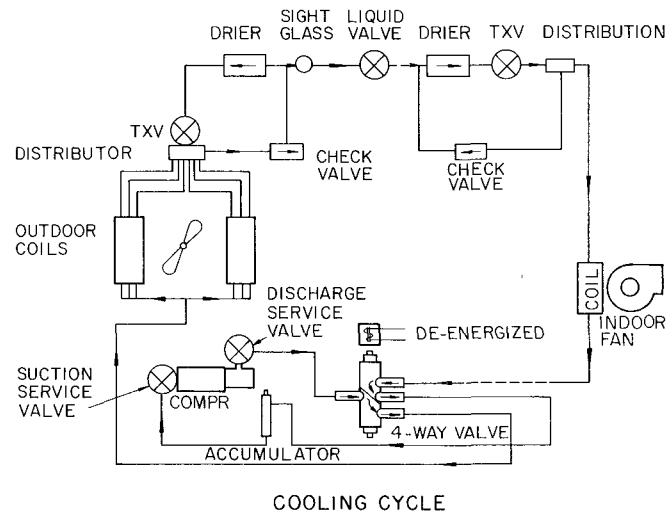 SIGHT
GLASS
LIQUID
VALVE
DRIER
DRIER
TXV
DISTRIBUTION
TXV
DISTRIBUTOR
CHECK
VALVE
CHECK
VALVE
OUTDOOR
COILS
COIL
INDOOR
FAN
DISCHARGE
SERVICE
VALVE
DE-ENERGIZED
SUCTION
SERVICE
VALVE
COMPR
4-WAY VALVE
ACCUMULATOR
COOLING CYCLE